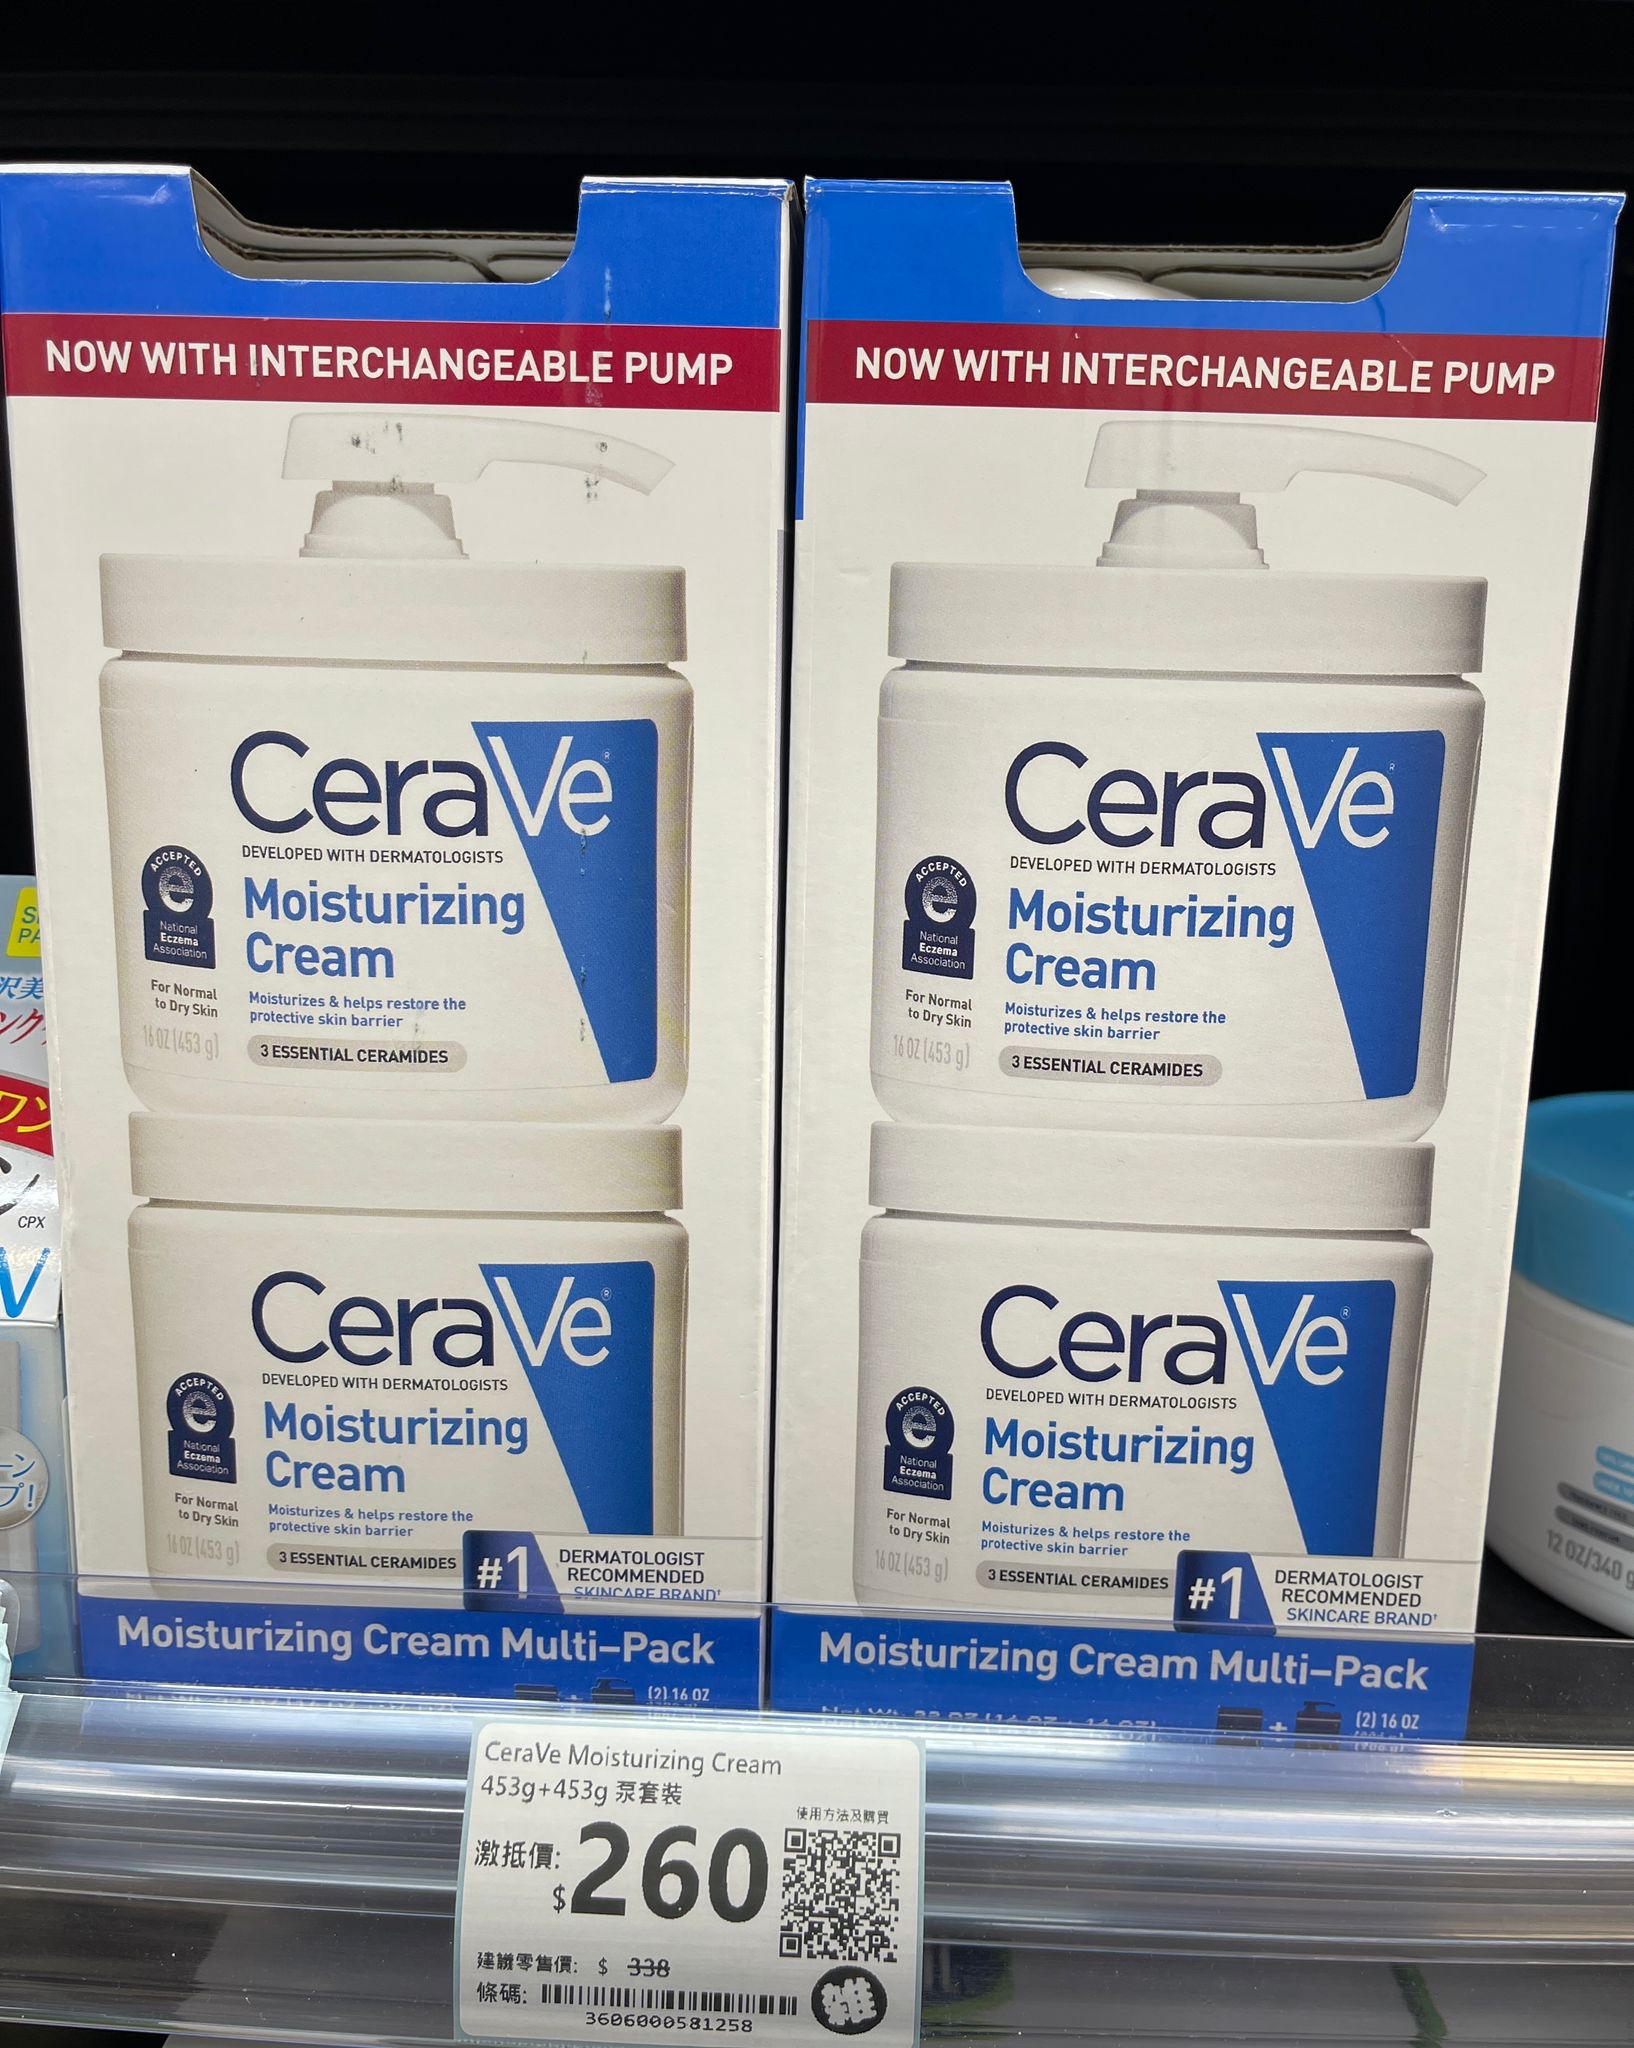 NOW WITH INTERCHANGEABLE PUMP
CeraVe®
DEVELOPED WITH DERMATOLOGISTS
Moisturizing
Cream
ACCEPTED
National
Eczema
Association
For Normal
to Dry Skin
16 OZ (453 g)
Moisturizes & helps restore the
protective skin barrier
3 ESSENTIAL CERAMIDES
CeraVe®
DEVELOPED WITH DERMATOLOGISTS
Moisturizing
Cream
ACCEPTED
National
Eczema
Association
For Normal
to Dry Skin
16 OZ (453 g)
Moisturizes & helps restore the
protective skin barrier
3 ESSENTIAL CERAMIDES
#1
DERMATOLOGIST
RECOMMENDED
SKINCARE BRAND†
Moisturizing Cream Multi-Pack
(2) 16 OZ
NOW WITH INTERCHANGEABLE PUMP
CeraVe®
DEVELOPED WITH DERMATOLOGISTS
Moisturizing
Cream
ACCEPTED
National
Eczema
Association
For Normal
to Dry Skin
16 OZ (453 g)
Moisturizes & helps restore the
protective skin barrier
3 ESSENTIAL CERAMIDES
CeraVe®
DEVELOPED WITH DERMATOLOGISTS
Moisturizing
Cream
ACCEPTED
National
Eczema
Association
For Normal
to Dry Skin
16 OZ (453 g)
Moisturizes & helps restore the
protective skin barrier
3 ESSENTIAL CERAMIDES
#1
DERMATOLOGIST
RECOMMENDED
SKINCARE BRAND†
Moisturizing Cream Multi-Pack
(2) 16 OZ
CPX
12 OZ/340 g
CeraVe Moisturizing Cream
453g+453g 泵套裝
使用方法及購買
激抵價: $260
建議零售價: $ 338
條碼:
3606000581258
雜